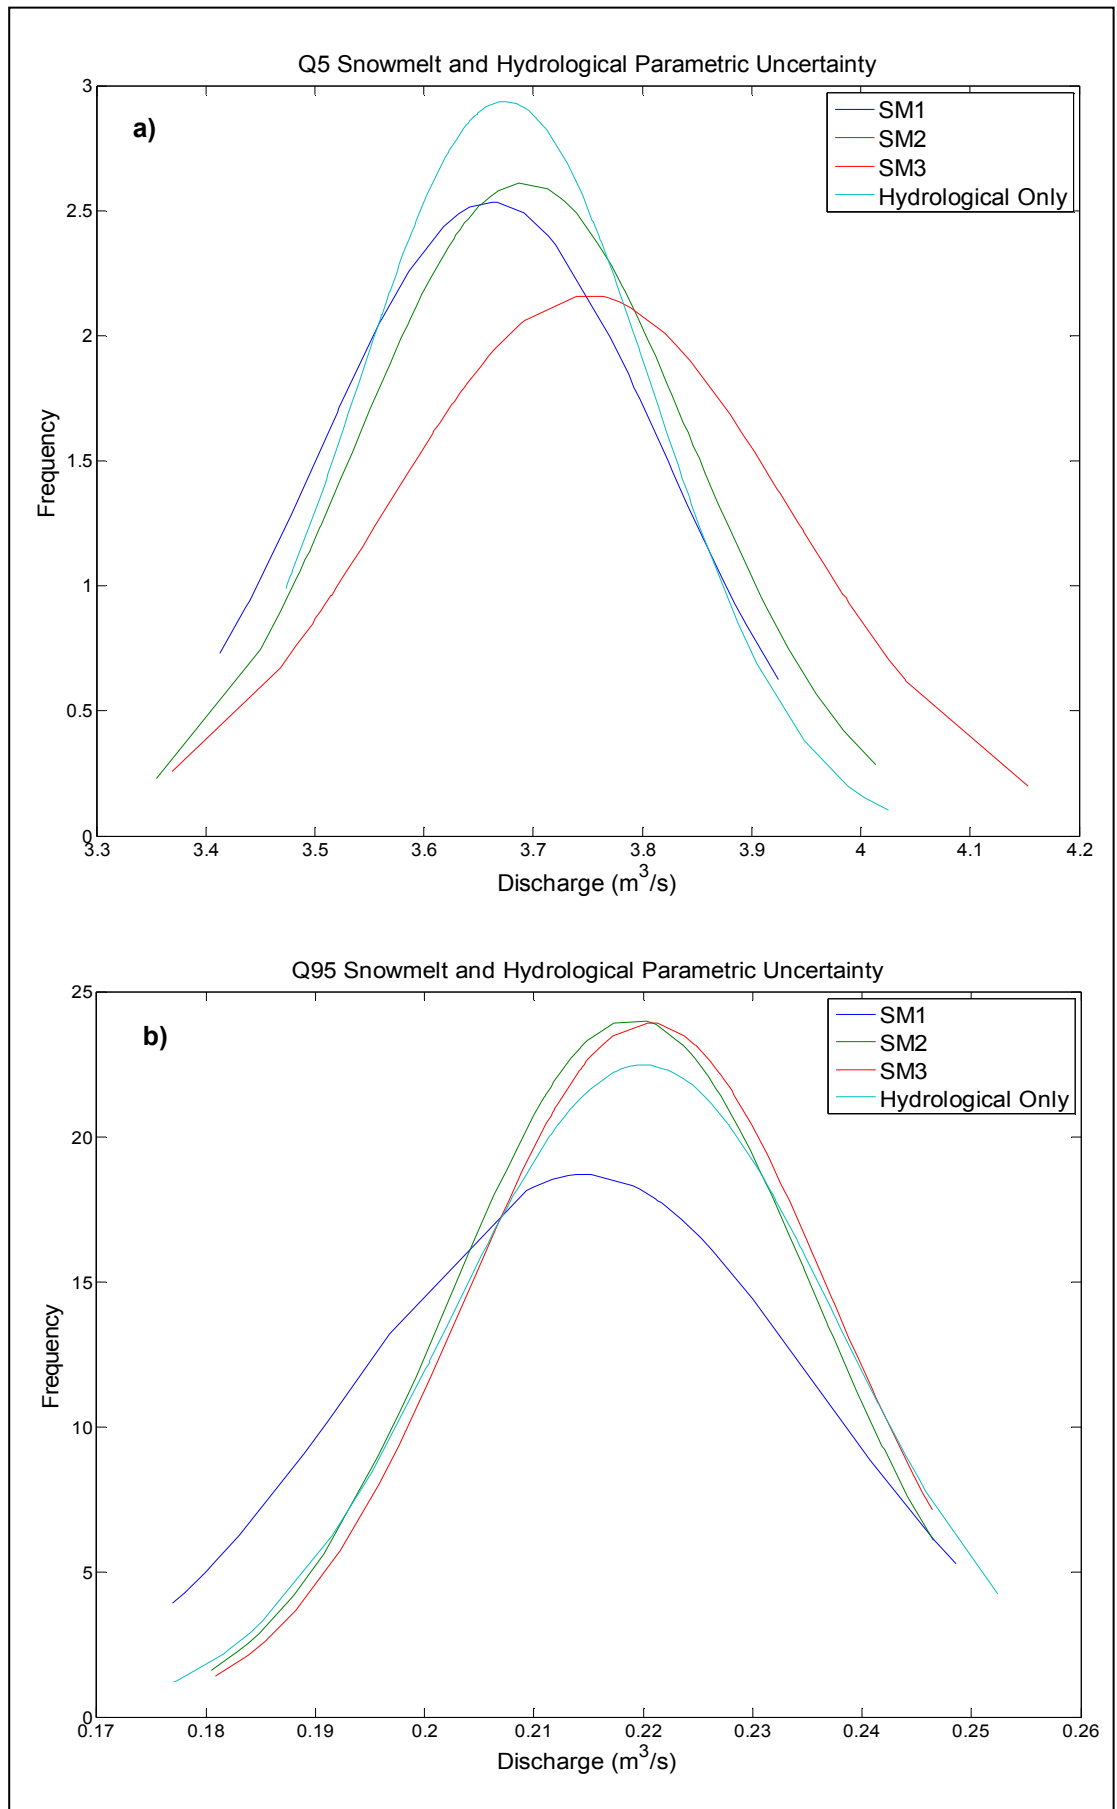 Q5 Snowmelt and Hydrological Parametric Uncertainty
a)
SM1
SM2
SM3
Hydrological Only
3
2.5
2
1.5
1
0.5
0
Frequency
3.3 3.4 3.5 3.6 3.7 3.8 3.9 4 4.1 4.2
Discharge (m³/s)
Q95 Snowmelt and Hydrological Parametric Uncertainty
b)
SM1
SM2
SM3
Hydrological Only
25
20
15
10
5
0
Frequency
0.17 0.18 0.19 0.2 0.21 0.22 0.23 0.24 0.25 0.26
Discharge (m³/s)